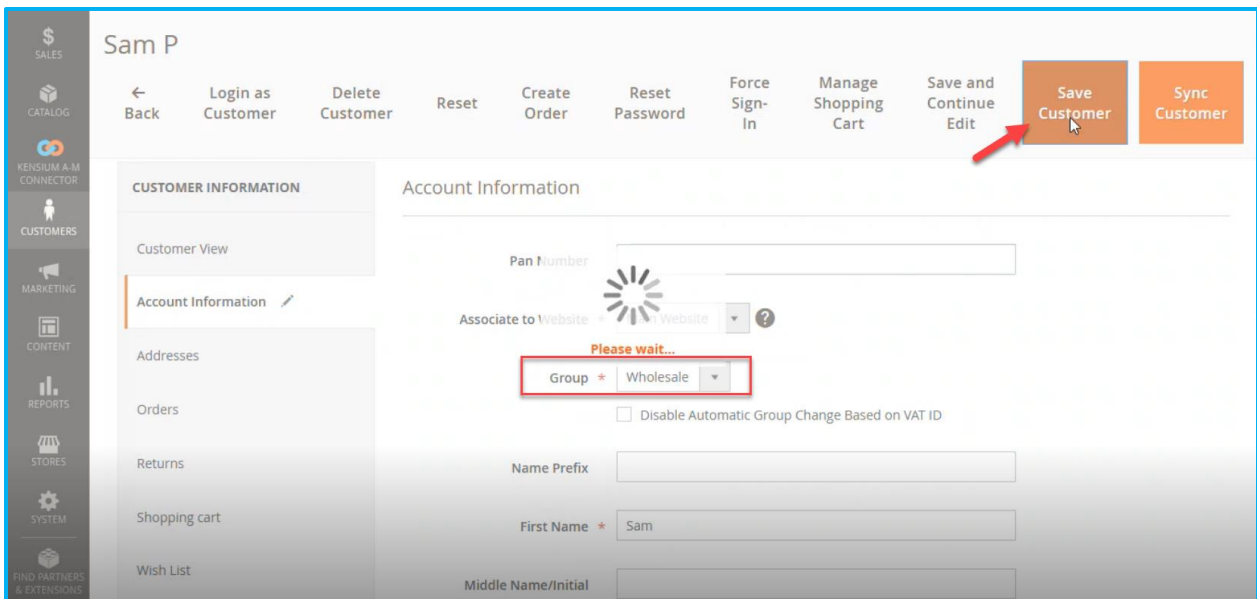 $
SALES
CATALOG
KENSIUM A-M
CONNECTOR
CUSTOMERS
MARKETING
CONTENT
REPORTS
STORES
SYSTEM
FIND PARTNERS
& EXTENSIONS
Sam P
← Back
Login as
Customer
Delete
Customer
Reset
Create
Order
Reset
Password
Force
Sign-
In
Manage
Shopping
Cart
Save and
Continue
Edit
Save
Customer
Sync
Customer
CUSTOMER INFORMATION
Customer View
Account Information
Addresses
Orders
Returns
Shopping cart
Wish List
Account Information
Pan Number
Associate to Website * Main Website ?
Please wait...
Group * Wholesale
Disable Automatic Group Change Based on VAT ID
Name Prefix
First Name * Sam
Middle Name/Initial